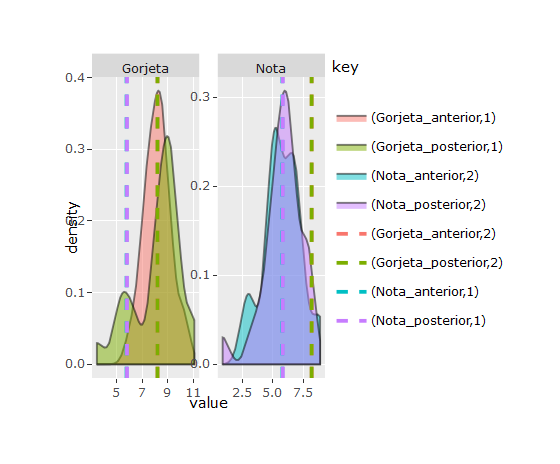 Gorjeta
Nota
key
0.4
0.3
0.2
0.1
0.0
density
0.3
0.2
0.1
0.0
5
7
9
11
2.5
5.0
7.5
value
(Gorjeta_anterior,1)
(Gorjeta_posterior,1)
(Nota_anterior,2)
(Nota_posterior,2)
(Gorjeta_anterior,2)
(Gorjeta_posterior,2)
(Nota_anterior,1)
(Nota_posterior,1)